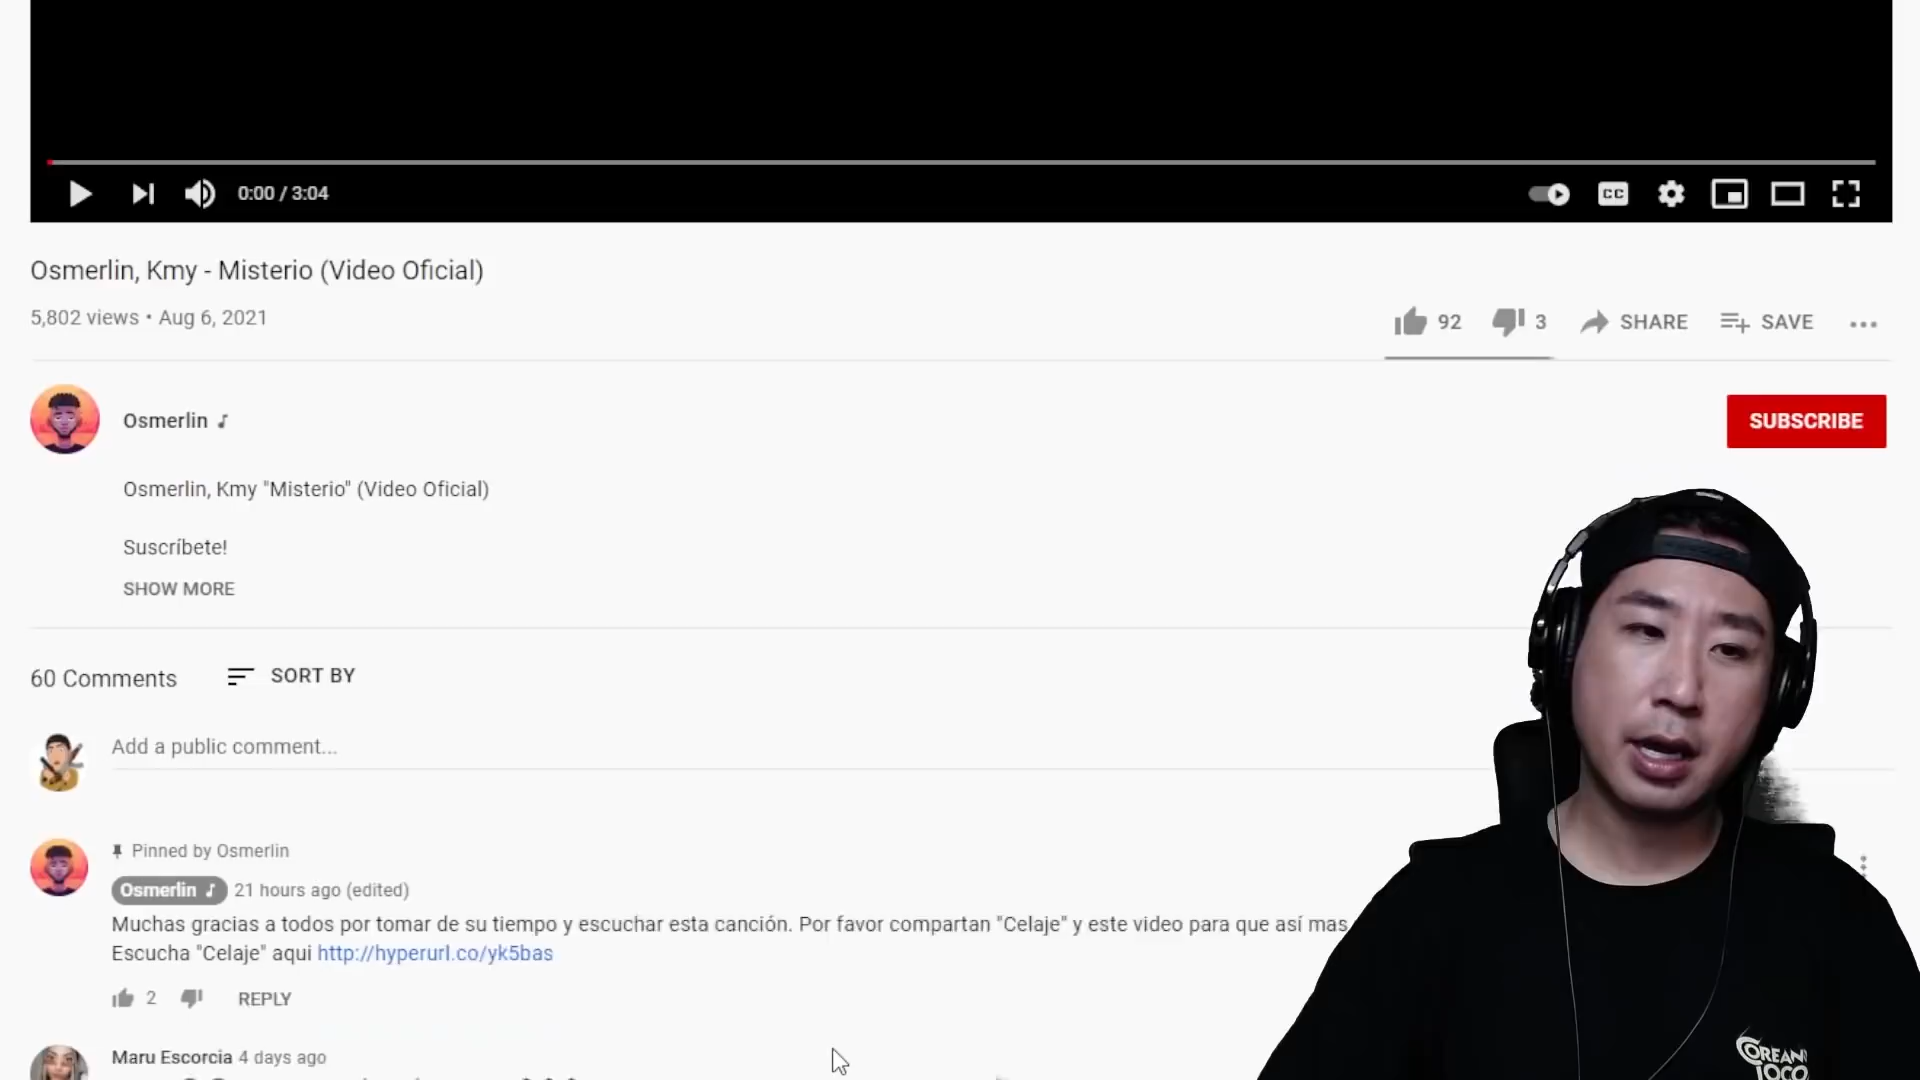 0:00 / 3:04
CC
Osmerlin, Kmy - Misterio (Video Oficial)
5,802 views • Aug 6, 2021
92
3
SHARE
SAVE
Osmerlin
SUBSCRIBE
Osmerlin, Kmy "Misterio" (Video Oficial)
Suscríbete!
SHOW MORE
60 Comments
SORT BY
Add a public comment...
Pinned by Osmerlin
Osmerlin 21 hours ago (edited)
Muchas gracias a todos por tomar de su tiempo y escuchar esta canción. Por favor compartan "Celaje" y este video para que así mas
Escucha "Celaje" aqui http://hyperurl.co/yk5bas
2
REPLY
Maru Escorcia 4 days ago
COREANO
LOCO